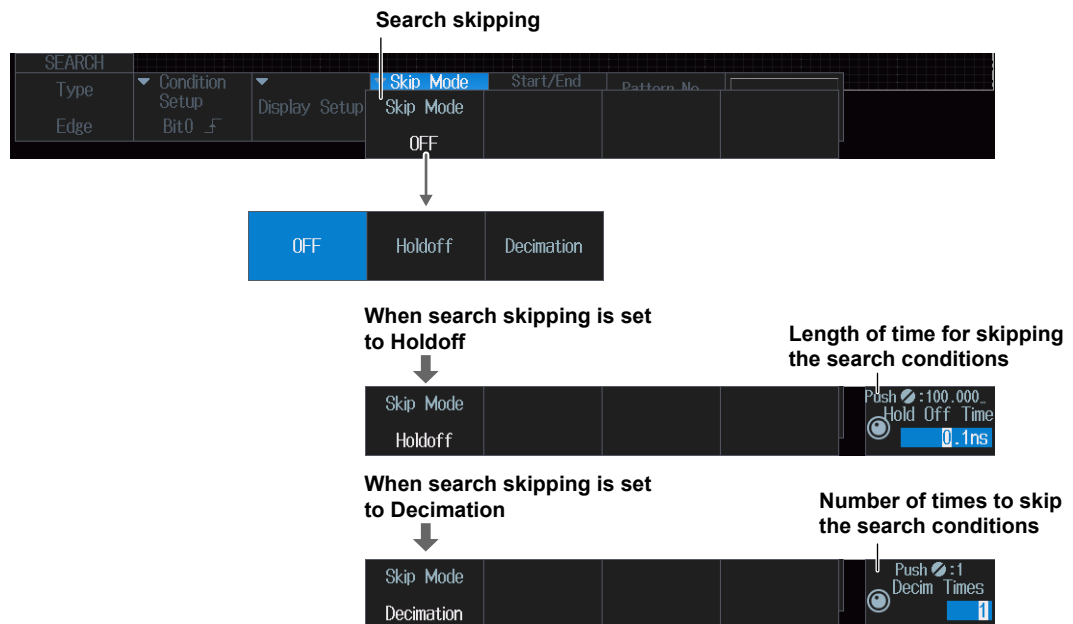 Search skipping
SEARCH
Type
Edge
Condition
Setup
Bit0
Display Setup
Skip Mode
Start/End
Pattern No
Skip Mode
OFF
OFF Holdoff Decimation
When search skipping is set
to Holdoff
Length of time for skipping
the search conditions
Skip Mode
Holdoff
Push :100.000_
Hold Off Time
0.1ns
When search skipping is set
to Decimation
Number of times to skip
the search conditions
Skip Mode
Decimation
Push :1
Decim Times
1